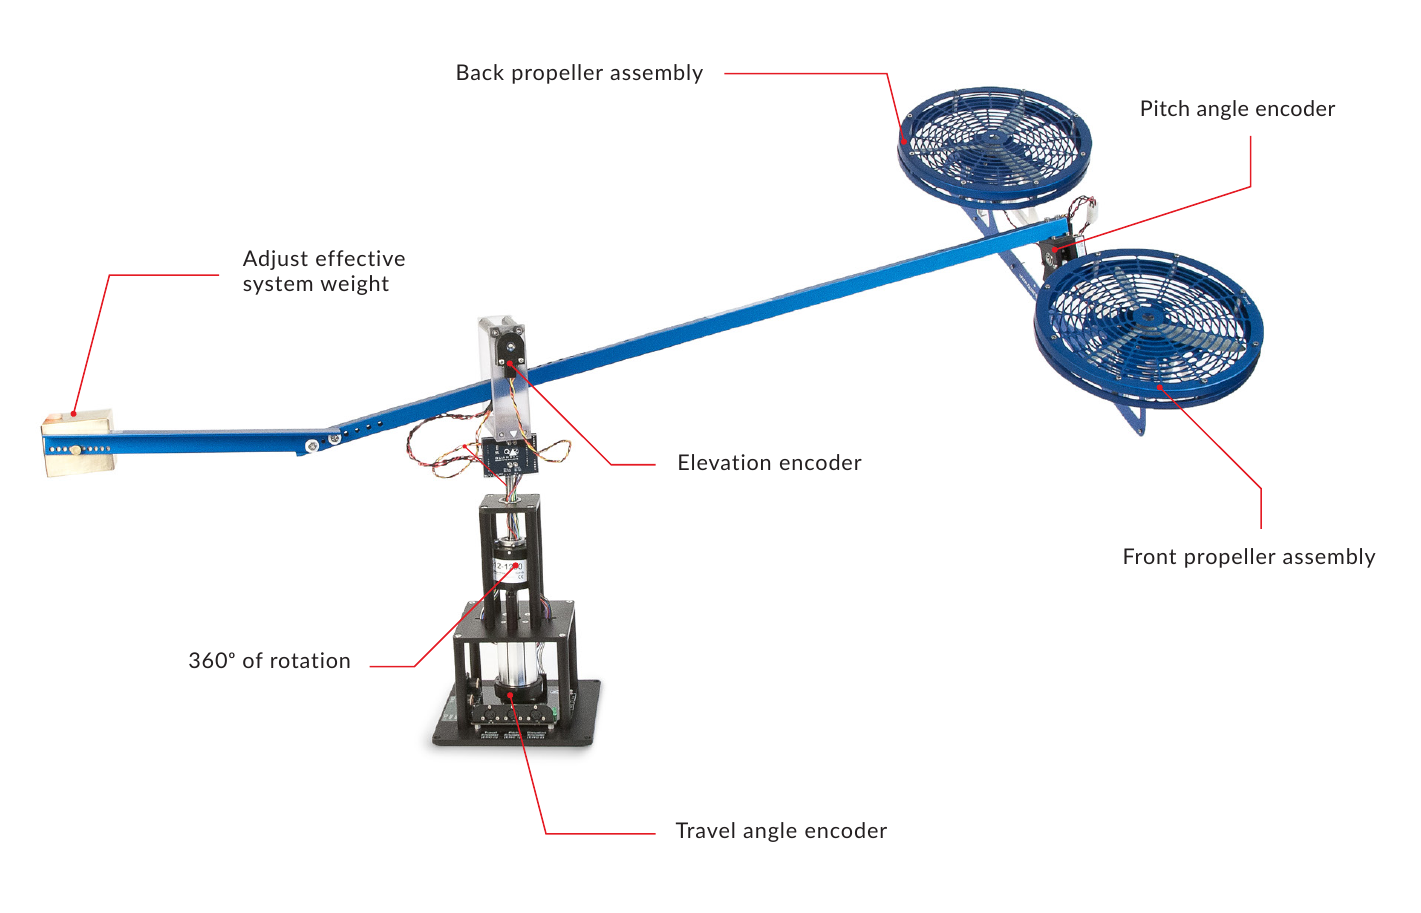 Back propeller assembly
Pitch angle encoder
Adjust effective
system weight
Elevation encoder
Front propeller assembly
360º of rotation
Travel angle encoder